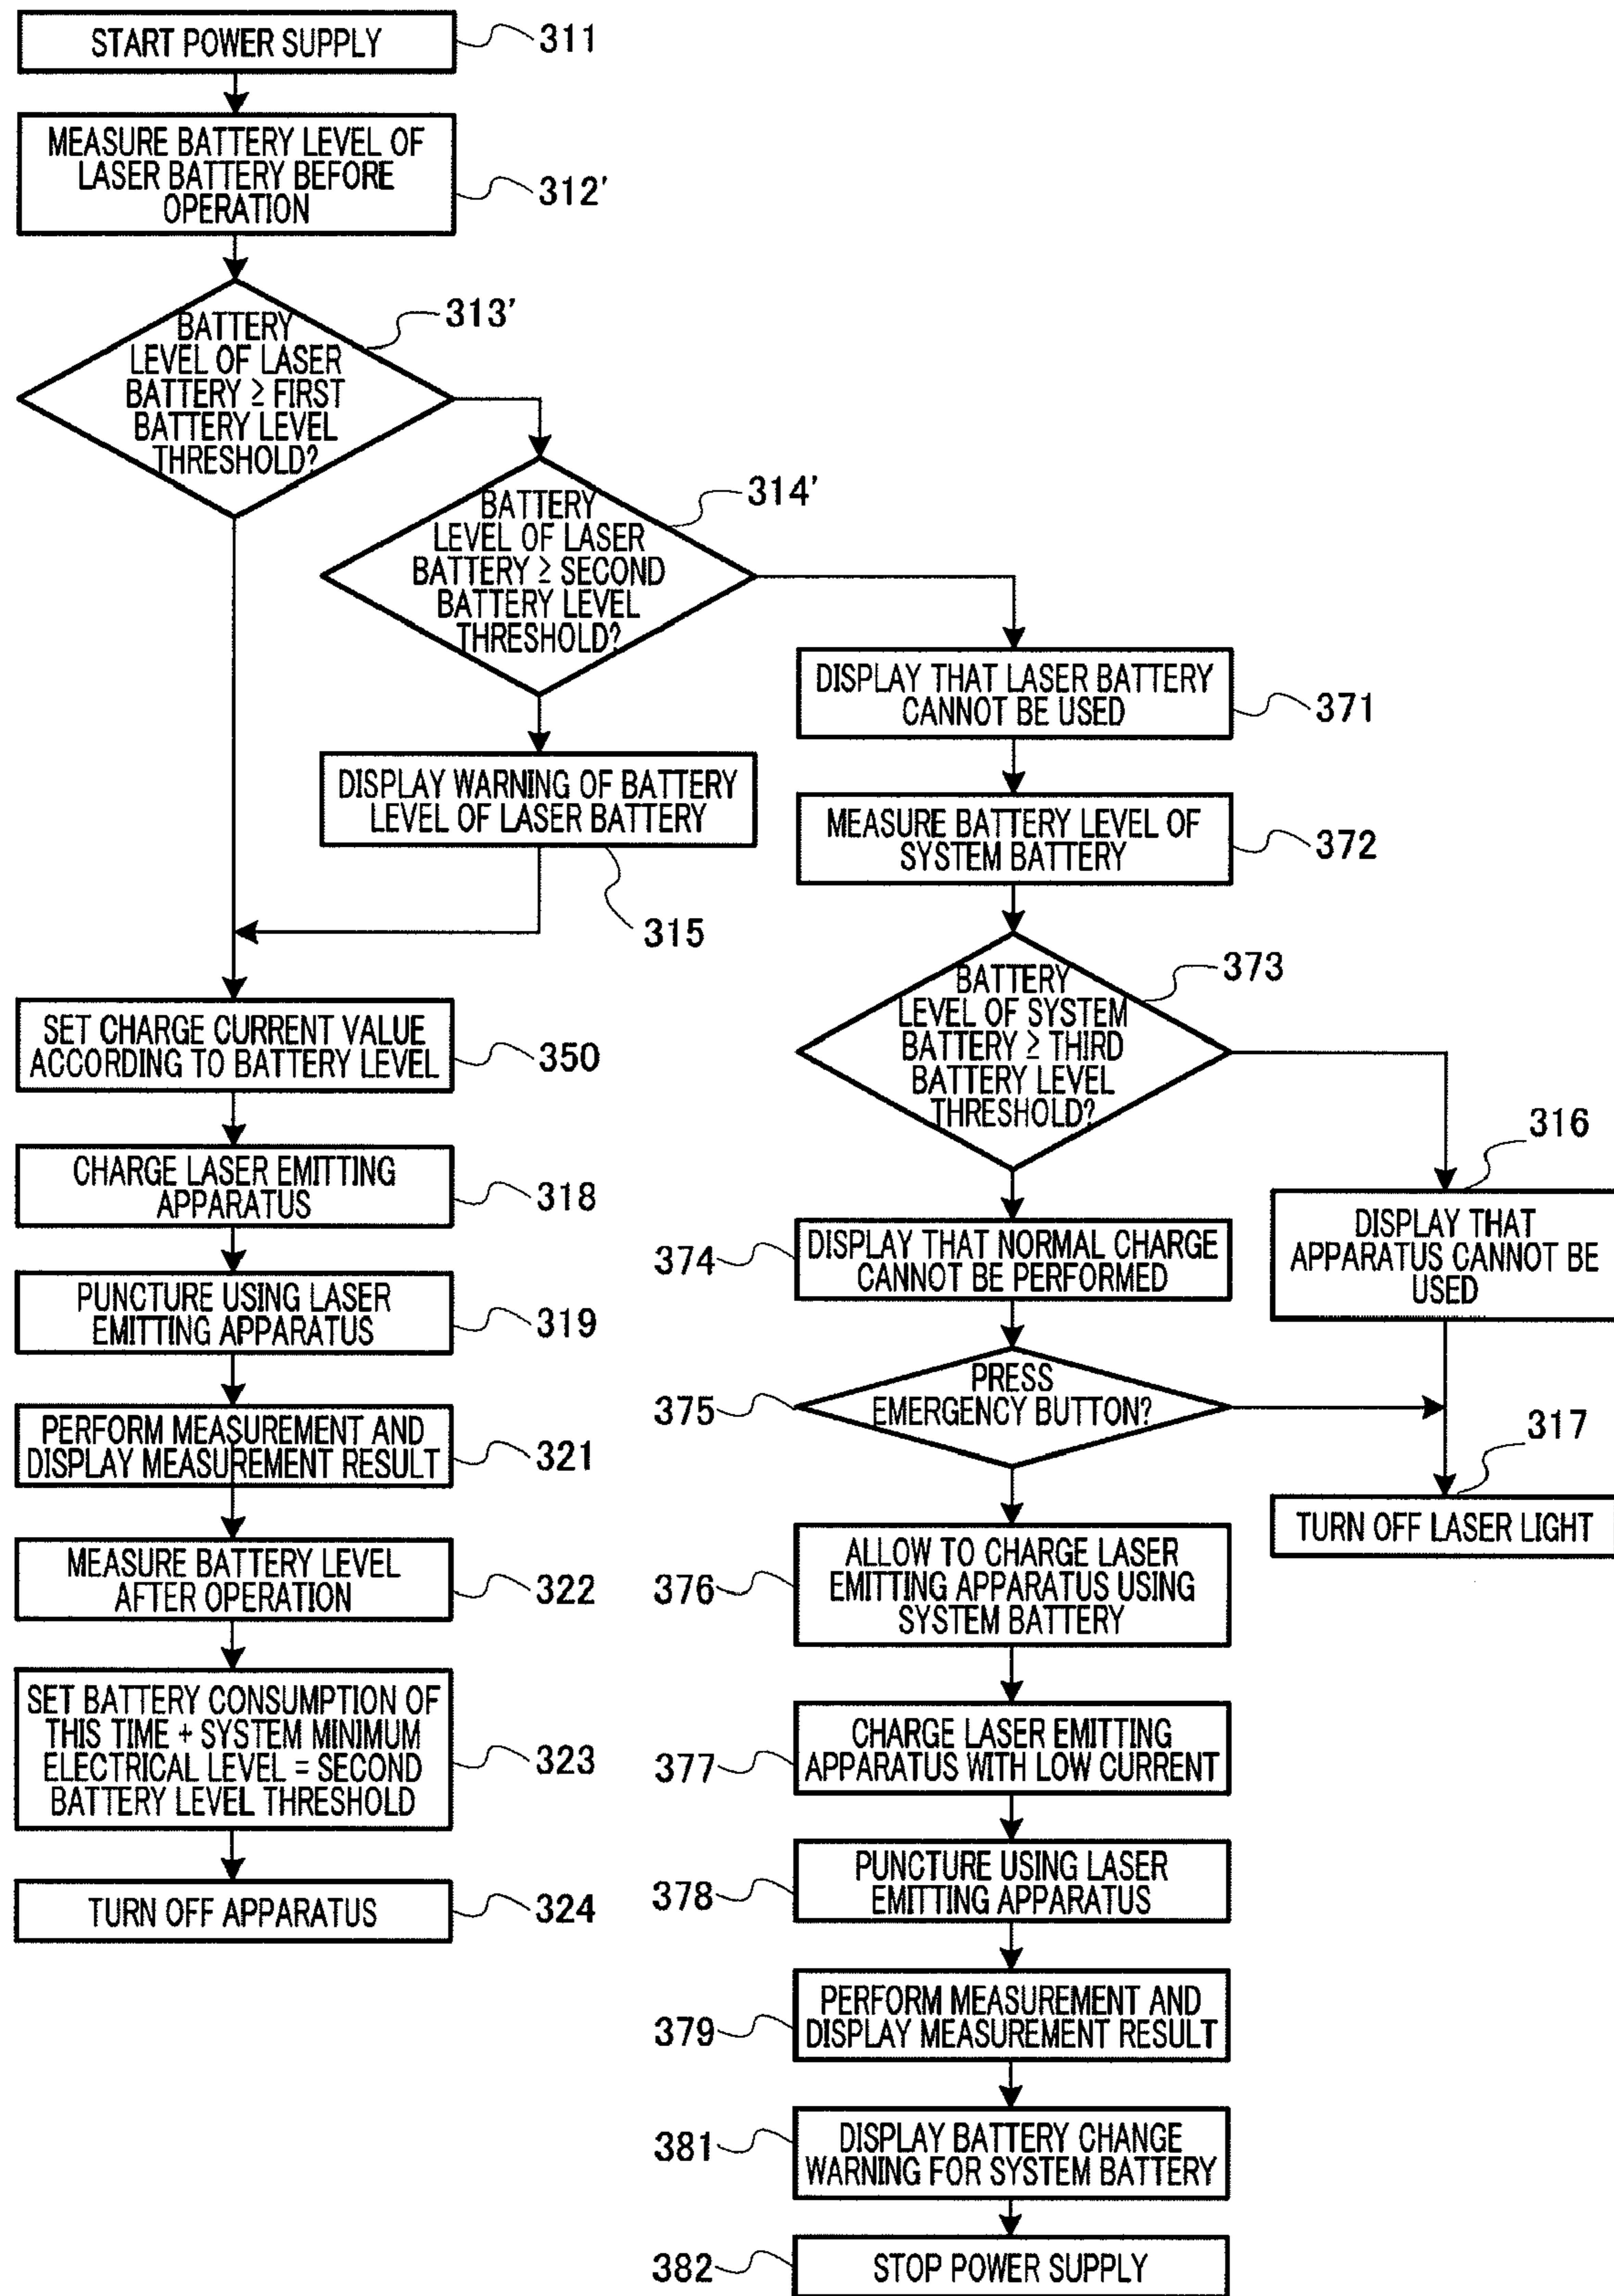 START POWER SUPPLY
311
MEASURE BATTERY LEVEL OF
LASER BATTERY BEFORE
OPERATION
312'
BATTERY
LEVEL OF LASER
BATTERY ≥ FIRST
BATTERY LEVEL
THRESHOLD?
313'
BATTERY
LEVEL OF LASER
BATTERY ≥ SECOND
BATTERY LEVEL
THRESHOLD?
314'
DISPLAY WARNING OF BATTERY
LEVEL OF LASER BATTERY
315
SET CHARGE CURRENT VALUE
ACCORDING TO BATTERY LEVEL
350
CHARGE LASER EMITTING
APPARATUS
318
PUNCTURE USING LASER
EMITTING APPARATUS
319
PERFORM MEASUREMENT AND
DISPLAY MEASUREMENT RESULT
321
MEASURE BATTERY LEVEL
AFTER OPERATION
322
SET BATTERY CONSUMPTION OF
THIS TIME + SYSTEM MINIMUM
ELECTRICAL LEVEL = SECOND
BATTERY LEVEL THRESHOLD
323
TURN OFF APPARATUS
324
DISPLAY THAT LASER BATTERY
CANNOT BE USED
371
MEASURE BATTERY LEVEL OF
SYSTEM BATTERY
372
BATTERY
LEVEL OF SYSTEM
BATTERY ≥ THIRD
BATTERY LEVEL
THRESHOLD?
373
DISPLAY THAT NORMAL CHARGE
CANNOT BE PERFORMED
374
PRESS
EMERGENCY BUTTON?
375
ALLOW TO CHARGE LASER
EMITTING APPARATUS USING
SYSTEM BATTERY
376
CHARGE LASER EMITTING
APPARATUS WITH LOW CURRENT
377
PUNCTURE USING LASER
EMITTING APPARATUS
378
PERFORM MEASUREMENT AND
DISPLAY MEASUREMENT RESULT
379
DISPLAY BATTERY CHANGE
WARNING FOR SYSTEM BATTERY
381
STOP POWER SUPPLY
382
316
DISPLAY THAT
APPARATUS CANNOT BE
USED
317
TURN OFF LASER LIGHT